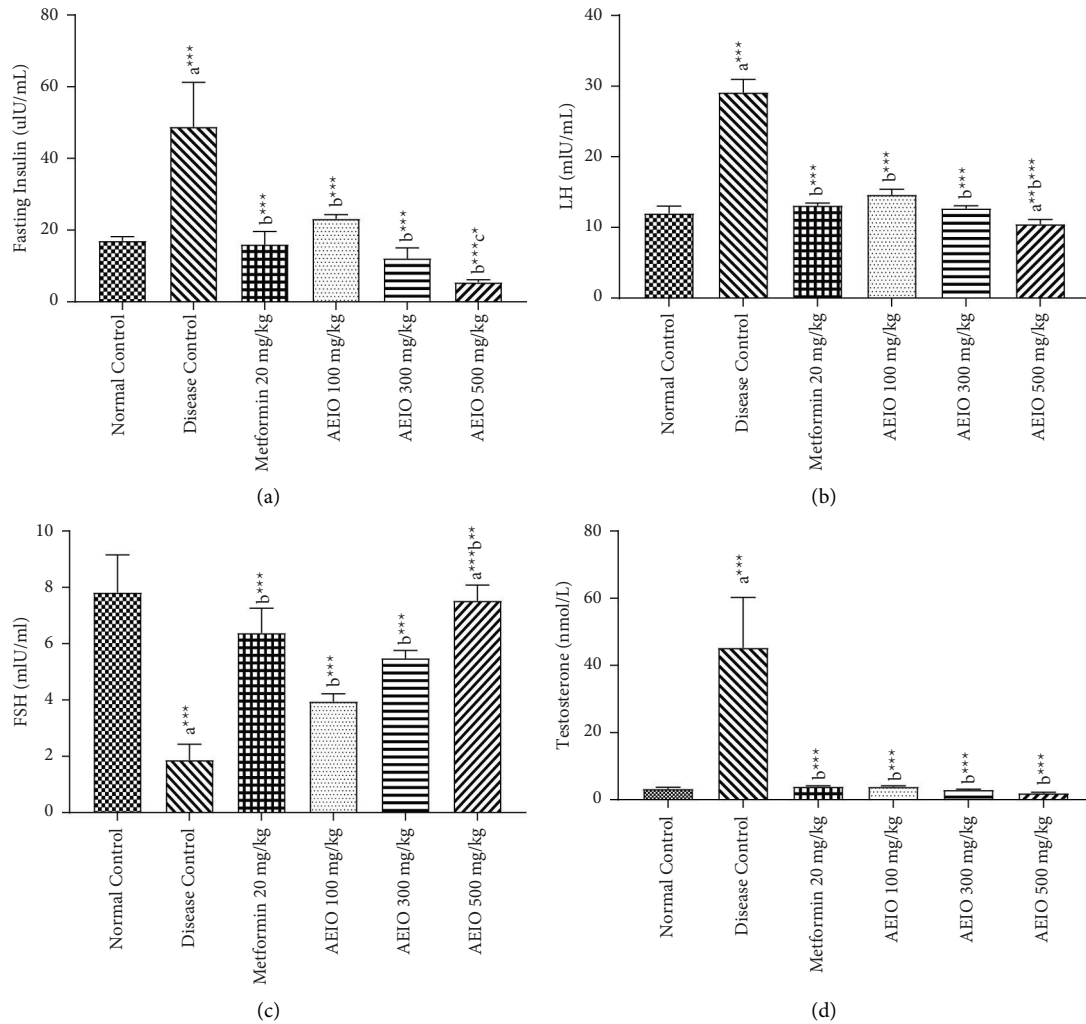 80
60
40
20
0
Fasting Insulin (uIU/mL)
a***
b***
b***
b***
b***c*
Normal Control
Disease Control
Metformin 20 mg/kg
AEIO 100 mg/kg
AEIO 300 mg/kg
AEIO 500 mg/kg
(a)
40
30
20
10
0
LH (mIU/mL)
a***
b***
b***
b***
a**b***
Normal Control
Disease Control
Metformin 20 mg/kg
AEIO 100 mg/kg
AEIO 300 mg/kg
AEIO 500 mg/kg
(b)
10
8
6
4
2
0
FSH (mIU/ml)
a***
b***
b***
b***
a***b**
Normal Control
Disease Control
Metformin 20 mg/kg
AEIO 100 mg/kg
AEIO 300 mg/kg
AEIO 500 mg/kg
(c)
80
60
40
20
0
Testosterone (nmol/L)
a***
b***
b***
b***
b***
Normal Control
Disease Control
Metformin 20 mg/kg
AEIO 100 mg/kg
AEIO 300 mg/kg
AEIO 500 mg/kg
(d)